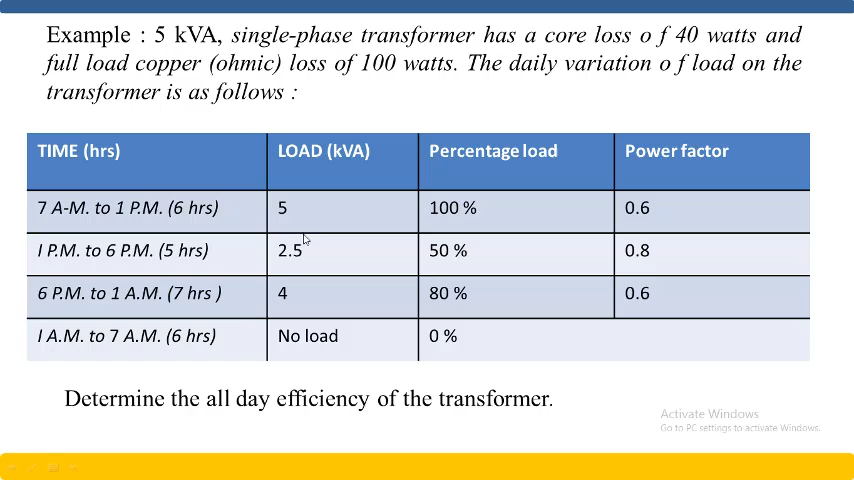 Example : 5 kVA, single-phase transformer has a core loss o f 40 watts and
full load copper (ohmic) loss of 100 watts. The daily variation o f load on the
transformer is as follows :
TIME (hrs) LOAD (kVA) Percentage load Power factor
7 A-M. to 1 P.M. (6 hrs) 5 100 % 0.6
I P.M. to 6 P.M. (5 hrs) 2.5 50 % 0.8
6 P.M. to 1 A.M. (7 hrs ) 4 80 % 0.6
I A.M. to 7 A.M. (6 hrs) No load 0 %
Determine the all day efficiency of the transformer.
Activate Windows
Go to PC settings to activate Windows.